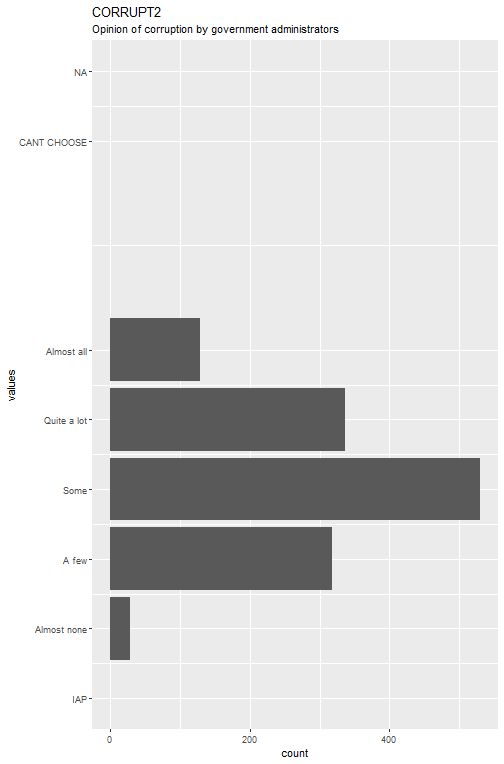 CORRUPT2
Opinion of corruption by government administrators
NA
CANT CHOOSE
Almost all
Quite a lot
Some
A few
Almost none
IAP
values
0 200 400
count